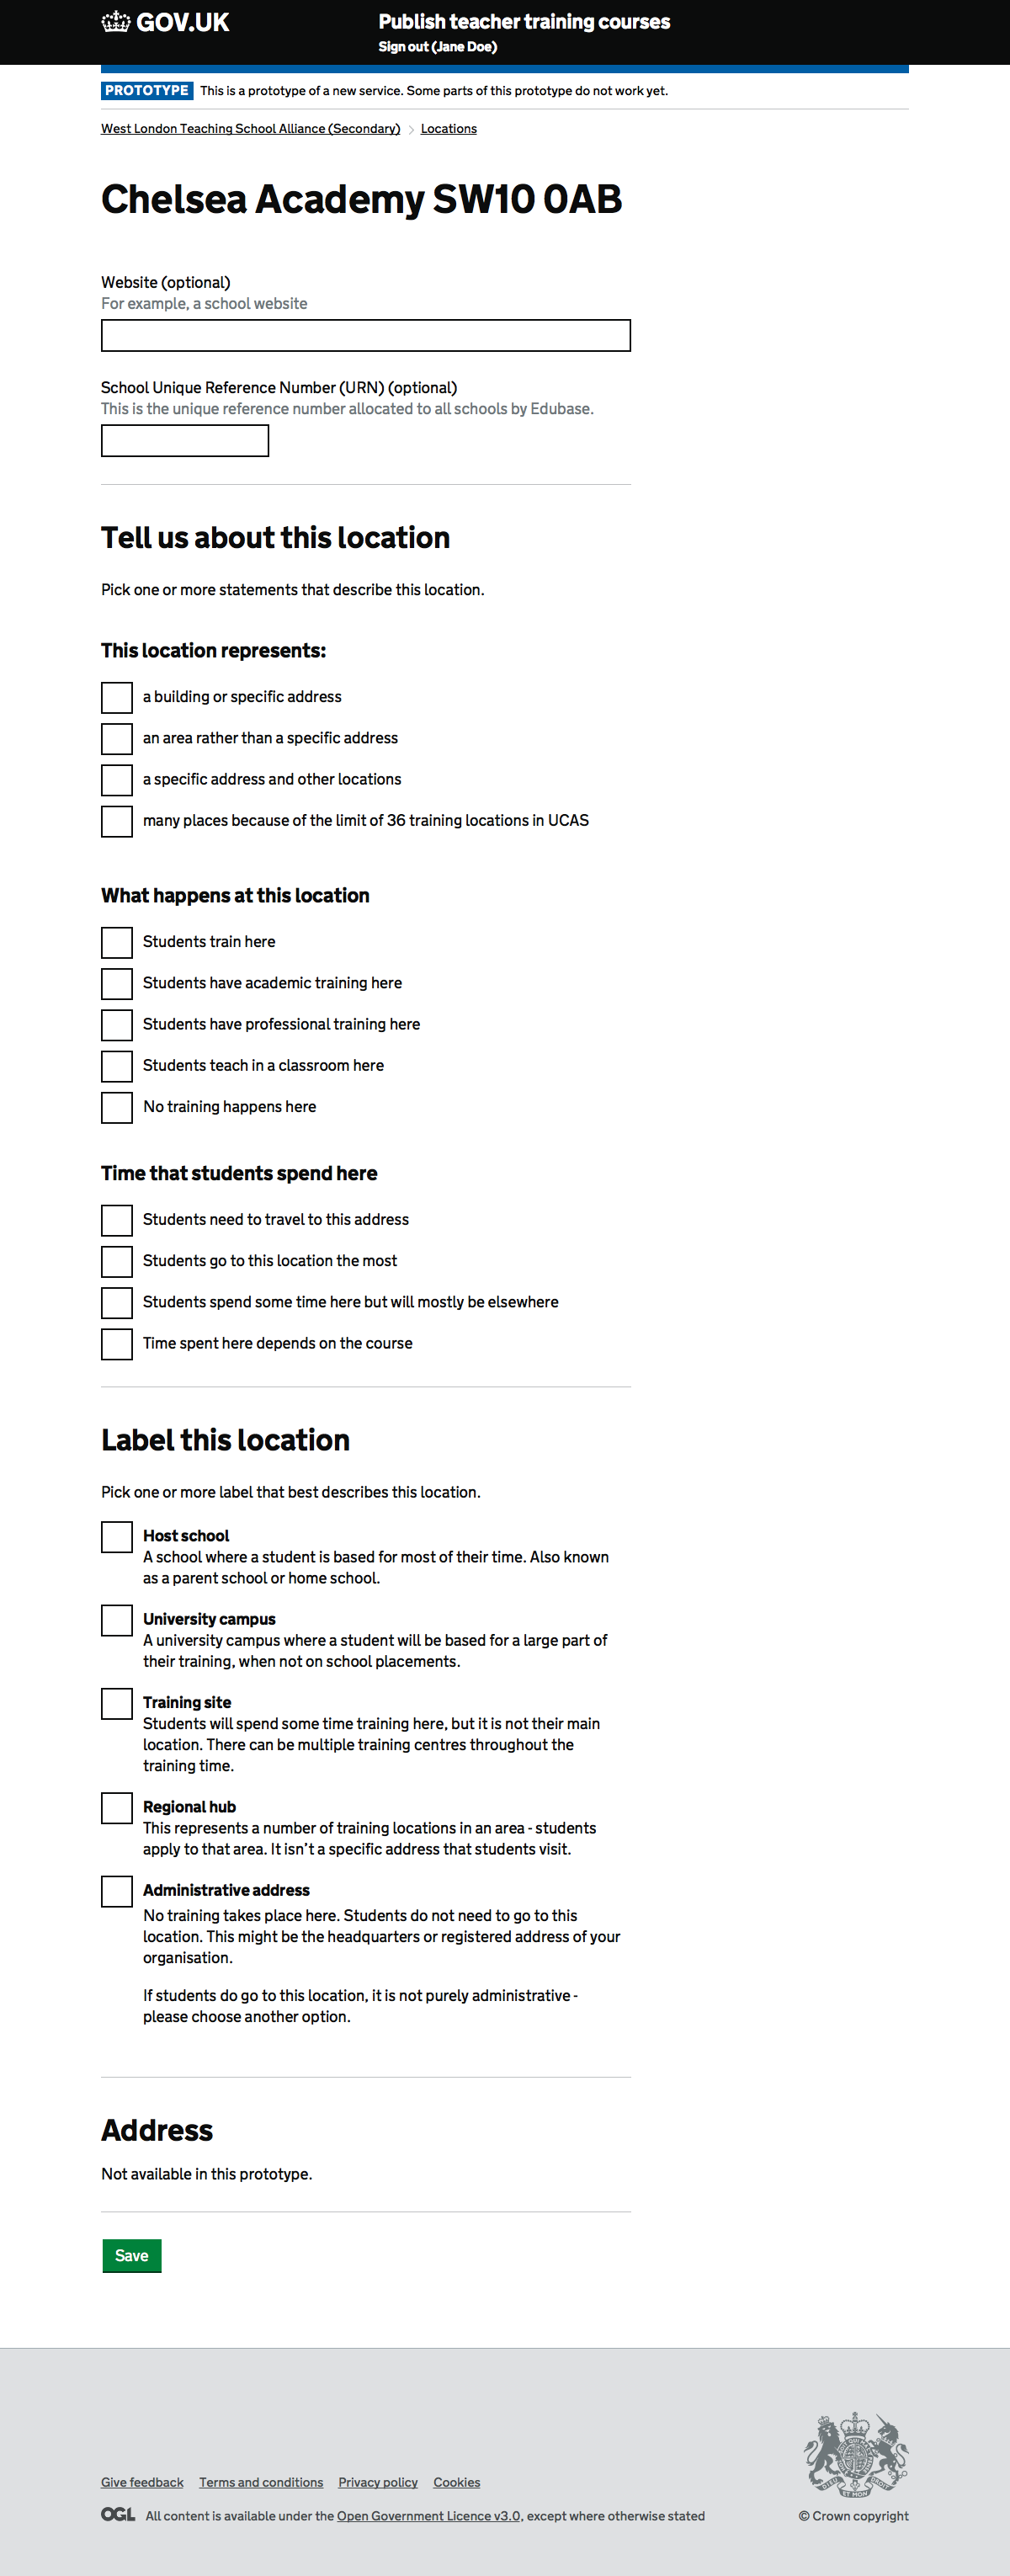 GOV.UK
Publish teacher training courses
Sign out (Jane Doe)
PROTOTYPE This is a prototype of a new service. Some parts of this prototype do not work yet.
West London Teaching School Alliance (Secondary) > Locations
Chelsea Academy SW10 0AB
Website (optional)
For example, a school website
School Unique Reference Number (URN) (optional)
This is the unique reference number allocated to all schools by Edubase.
Tell us about this location
Pick one or more statements that describe this location.
This location represents:
a building or specific address
an area rather than a specific address
a specific address and other locations
many places because of the limit of 36 training locations in UCAS
What happens at this location
Students train here
Students have academic training here
Students have professional training here
Students teach in a classroom here
No training happens here
Time that students spend here
Students need to travel to this address
Students go to this location the most
Students spend some time here but will mostly be elsewhere
Time spent here depends on the course
Label this location
Pick one or more label that best describes this location.
Host school
A school where a student is based for most of their time. Also known
as a parent school or home school.
University campus
A university campus where a student will be based for a large part of
their training, when not on school placements.
Training site
Students will spend some time training here, but it is not their main
location. There can be multiple training centres throughout the
training time.
Regional hub
This represents a number of training locations in an area - students
apply to that area. It isn't a specific address that students visit.
Administrative address
No training takes place here. Students do not need to go to this
location. This might be the headquarters or registered address of your
organisation.
If students do go to this location, it is not purely administrative -
please choose another option.
Address
Not available in this prototype.
Save
Give feedback Terms and conditions Privacy policy Cookies
OGL All content is available under the Open Government Licence v3.0, except where otherwise stated
© Crown copyright